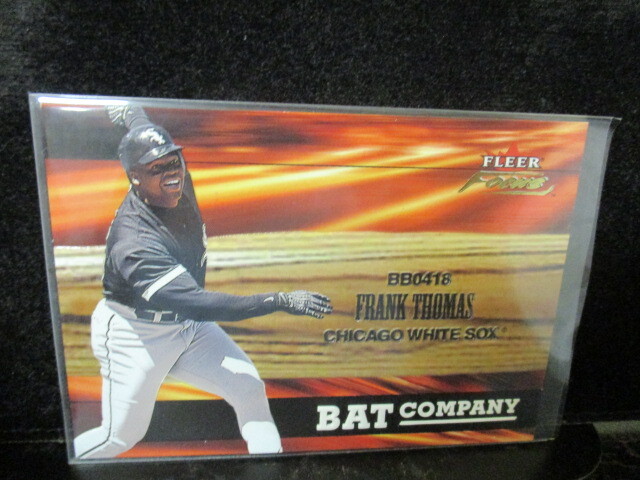 FLEER
Focus
BB0418
FRANK THOMAS
CHICAGO WHITE SOX®
BAT COMPANY